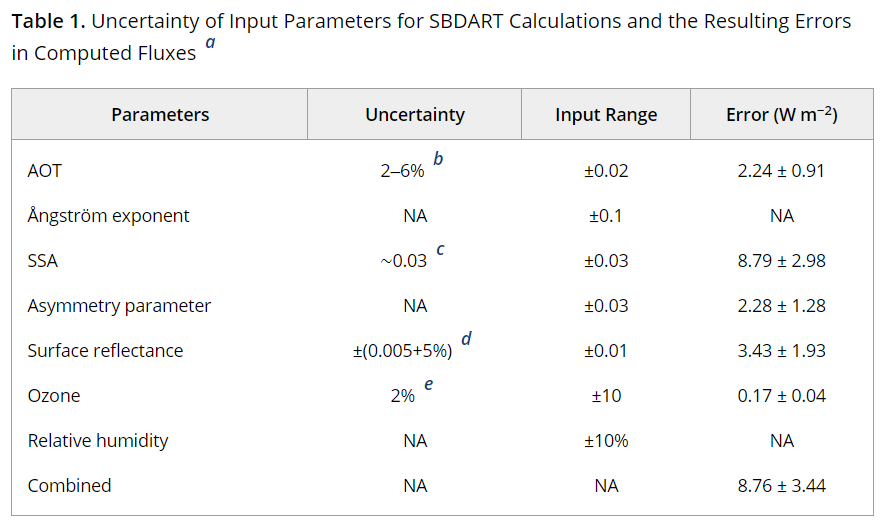 Table 1. Uncertainty of Input Parameters for SBDART Calculations and the Resulting Errors
in Computed Fluxes a
Parameters Uncertainty Input Range Error (W m−2)
AOT 2–6% b ±0.02 2.24 ± 0.91
Ångström exponent NA ±0.1 NA
SSA ~0.03 c ±0.03 8.79 ± 2.98
Asymmetry parameter NA ±0.03 2.28 ± 1.28
Surface reflectance ±(0.005+5%) d ±0.01 3.43 ± 1.93
Ozone 2% e ±10 0.17 ± 0.04
Relative humidity NA ±10% NA
Combined NA NA 8.76 ± 3.44